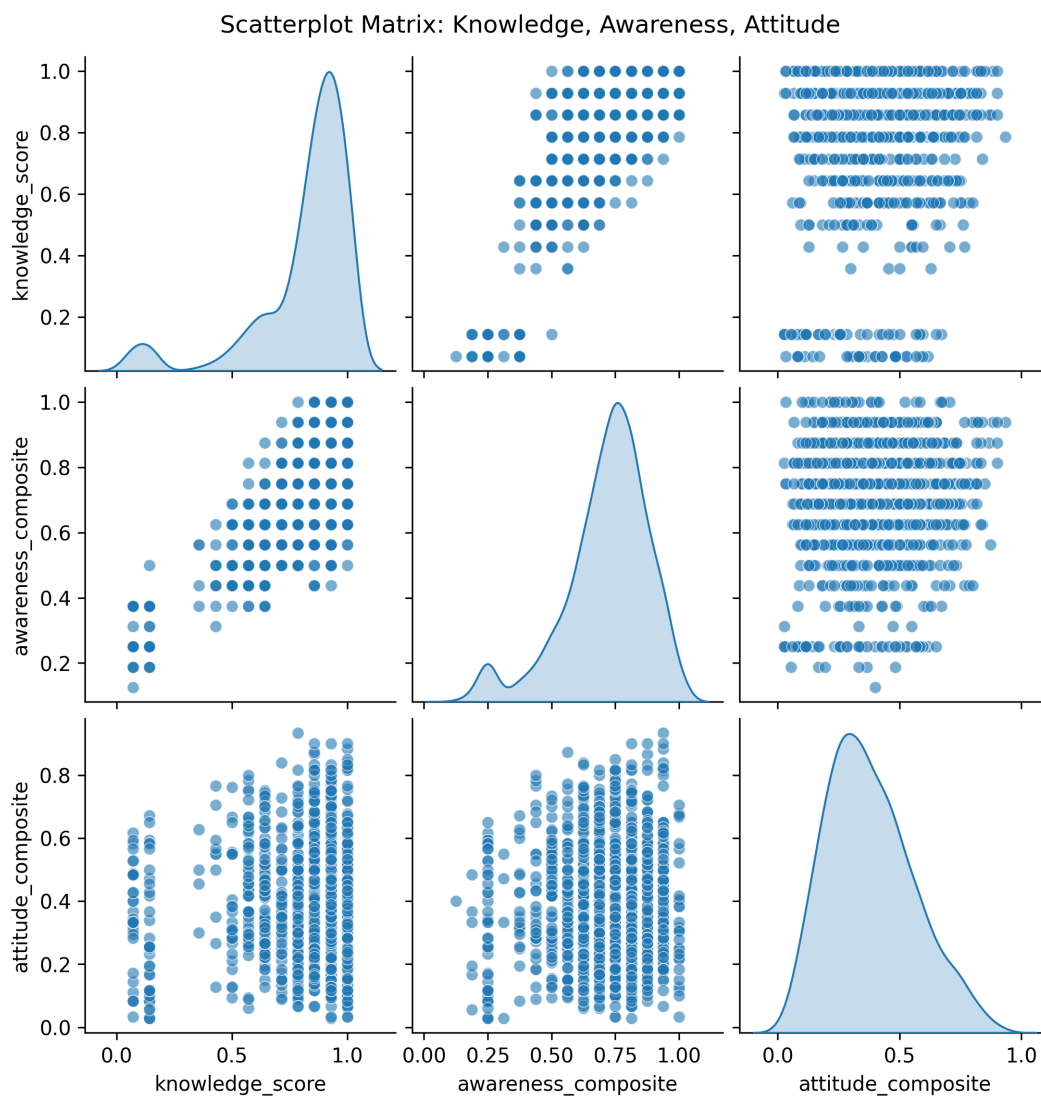 Scatterplot Matrix: Knowledge, Awareness, Attitude
knowledge_score
1.0
0.8
0.6
0.4
0.2
awareness_composite
1.0
0.8
0.6
0.4
0.2
attitude_composite
0.8
0.6
0.4
0.2
0.0
0.0 0.5 1.0
0.00 0.25 0.50 0.75 1.00
0.0 0.5 1.0
knowledge_score
awareness_composite
attitude_composite